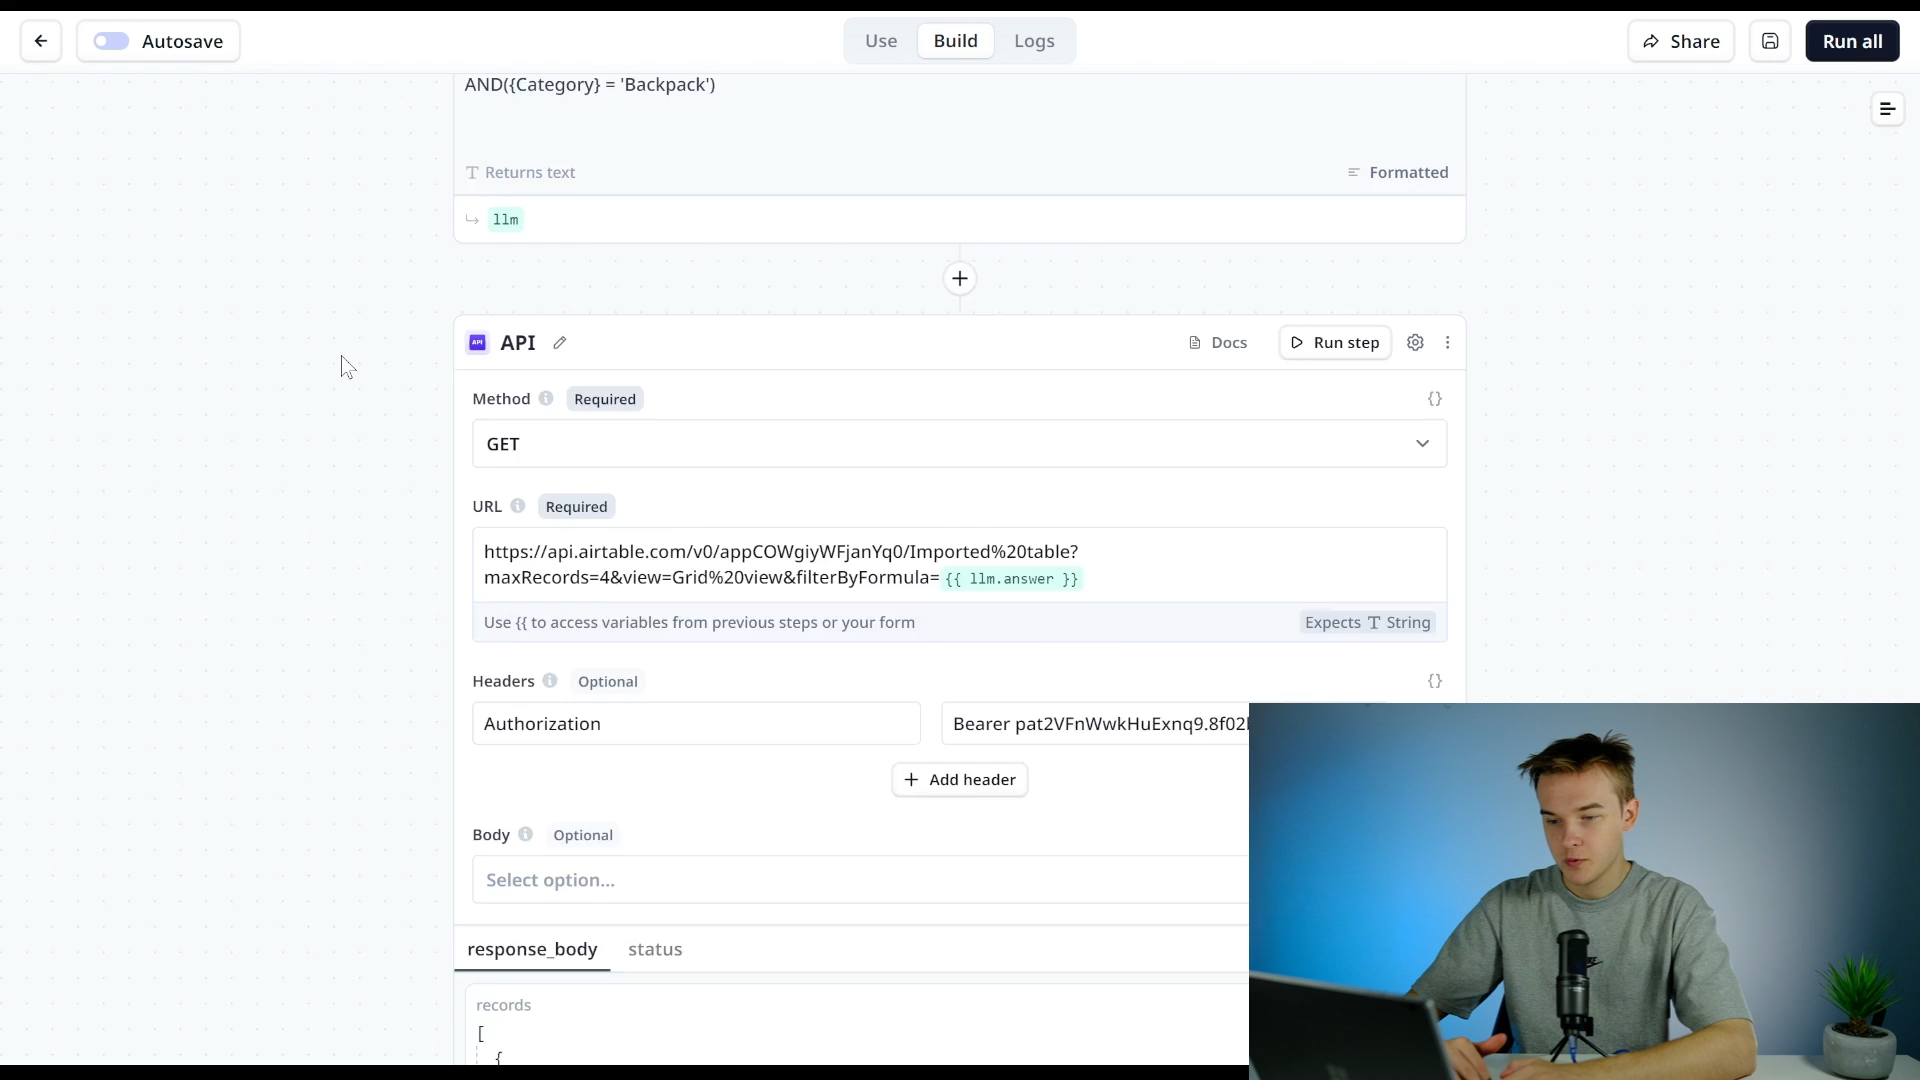 Autosave
Use Build Logs
Share
Run all
AND({Category} = 'Backpack')
Returns text
Formatted
llm
API
Docs
Run step
Method Required
GET
URL Required
https://api.airtable.com/v0/appCOWgiyWFjanYq0/Imported%20table?
maxRecords=4&view=Grid%20view&filterByFormula= {{ llm.answer }}
Use {{ to access variables from previous steps or your form
Expects T String
Headers Optional
{}
Authorization
Bearer pat2VFnWwkHuExnq9.8f02
+ Add header
Body Optional
Select option...
response_body status
records
[
{